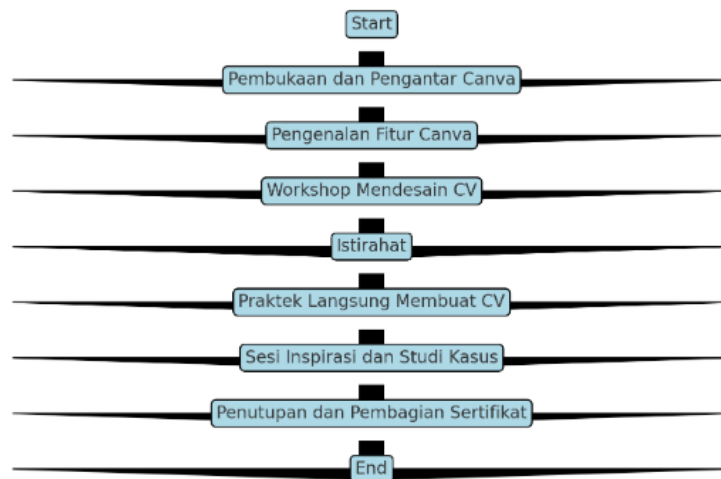 Start
Pembukaan dan Pengantar Canva
Pengenalan Fitur Canva
Workshop Mendesain CV
Istirahat
Praktek Langsung Membuat CV
Sesi Inspirasi dan Studi Kasus
Penutupan dan Pembagian Sertifikat
End